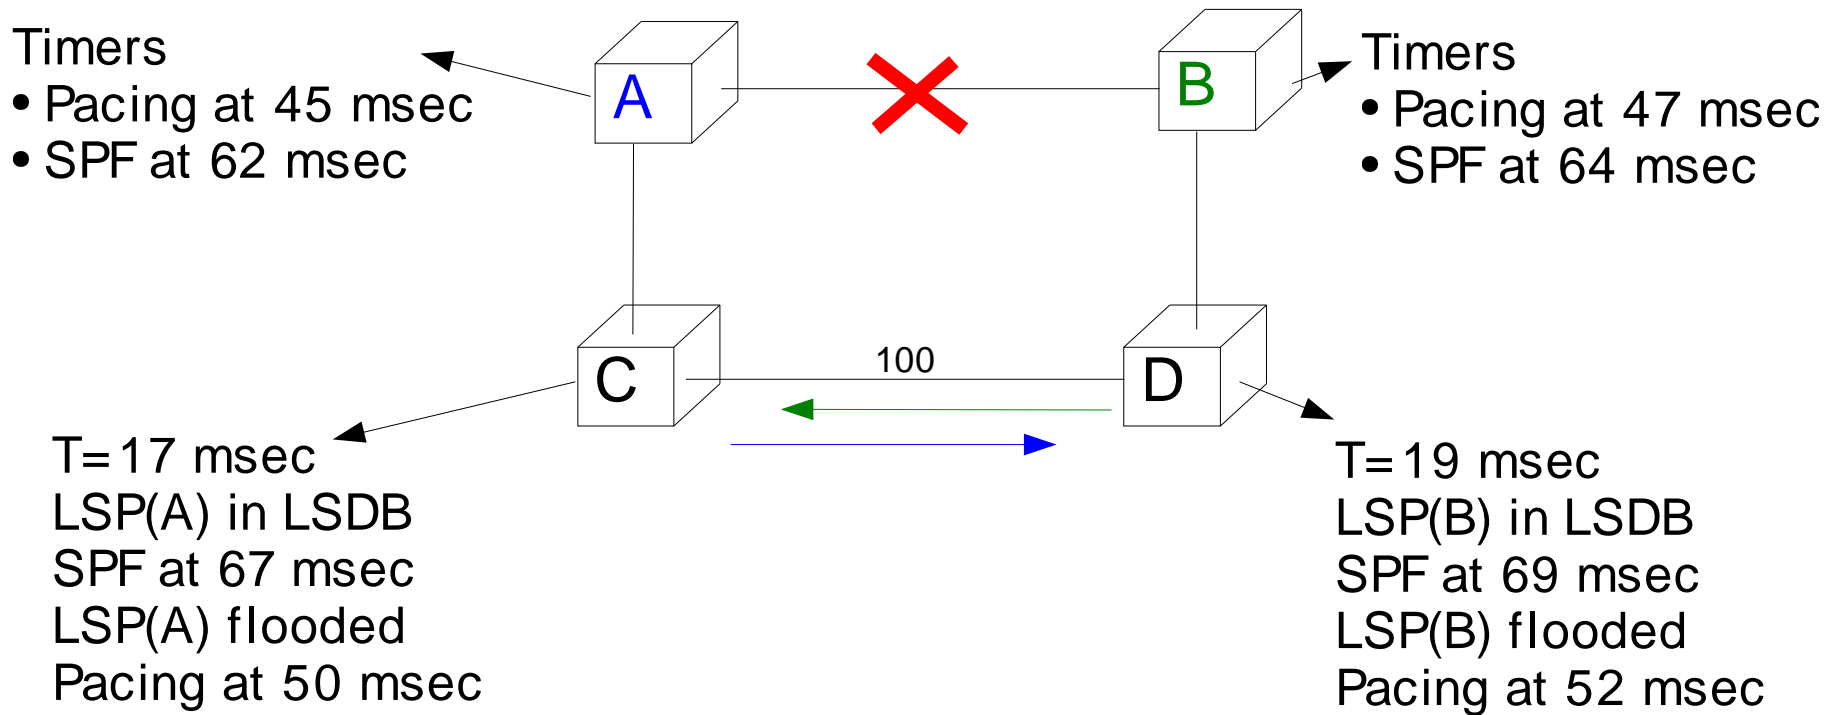 Timers
• Pacing at 45 msec
• SPF at 62 msec
A
B
Timers
• Pacing at 47 msec
• SPF at 64 msec
C
100
D
T=17 msec
LSP(A) in LSDB
SPF at 67 msec
LSP(A) flooded
Pacing at 50 msec
T=19 msec
LSP(B) in LSDB
SPF at 69 msec
LSP(B) flooded
Pacing at 52 msec